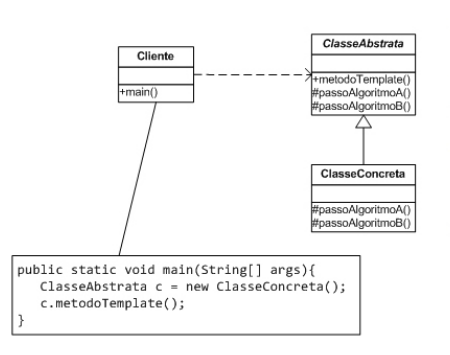 Cliente
+main()
ClasseAbstrata
+metodoTemplate()
#passoAlgoritmoA()
#passoAlgoritmoB()
ClasseConcreta
#passoAlgoritmoA()
#passoAlgoritmoB()
public static void main(String[] args){
ClasseAbstrata c = new ClasseConcreta();
c.metodoTemplate();
}